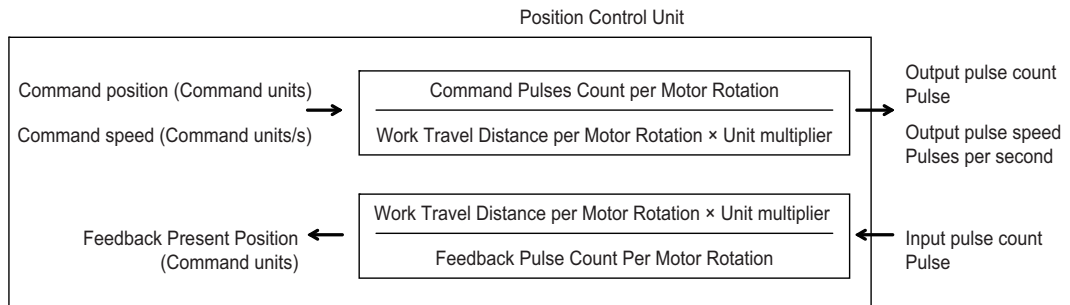 Position Control Unit
Command position (Command units)
Command speed (Command units/s)
Command Pulses Count per Motor Rotation
Work Travel Distance per Motor Rotation × Unit multiplier
Output pulse count
Pulse
Output pulse speed
Pulses per second
Feedback Present Position
(Command units)
Work Travel Distance per Motor Rotation × Unit multiplier
Feedback Pulse Count Per Motor Rotation
Input pulse count
Pulse